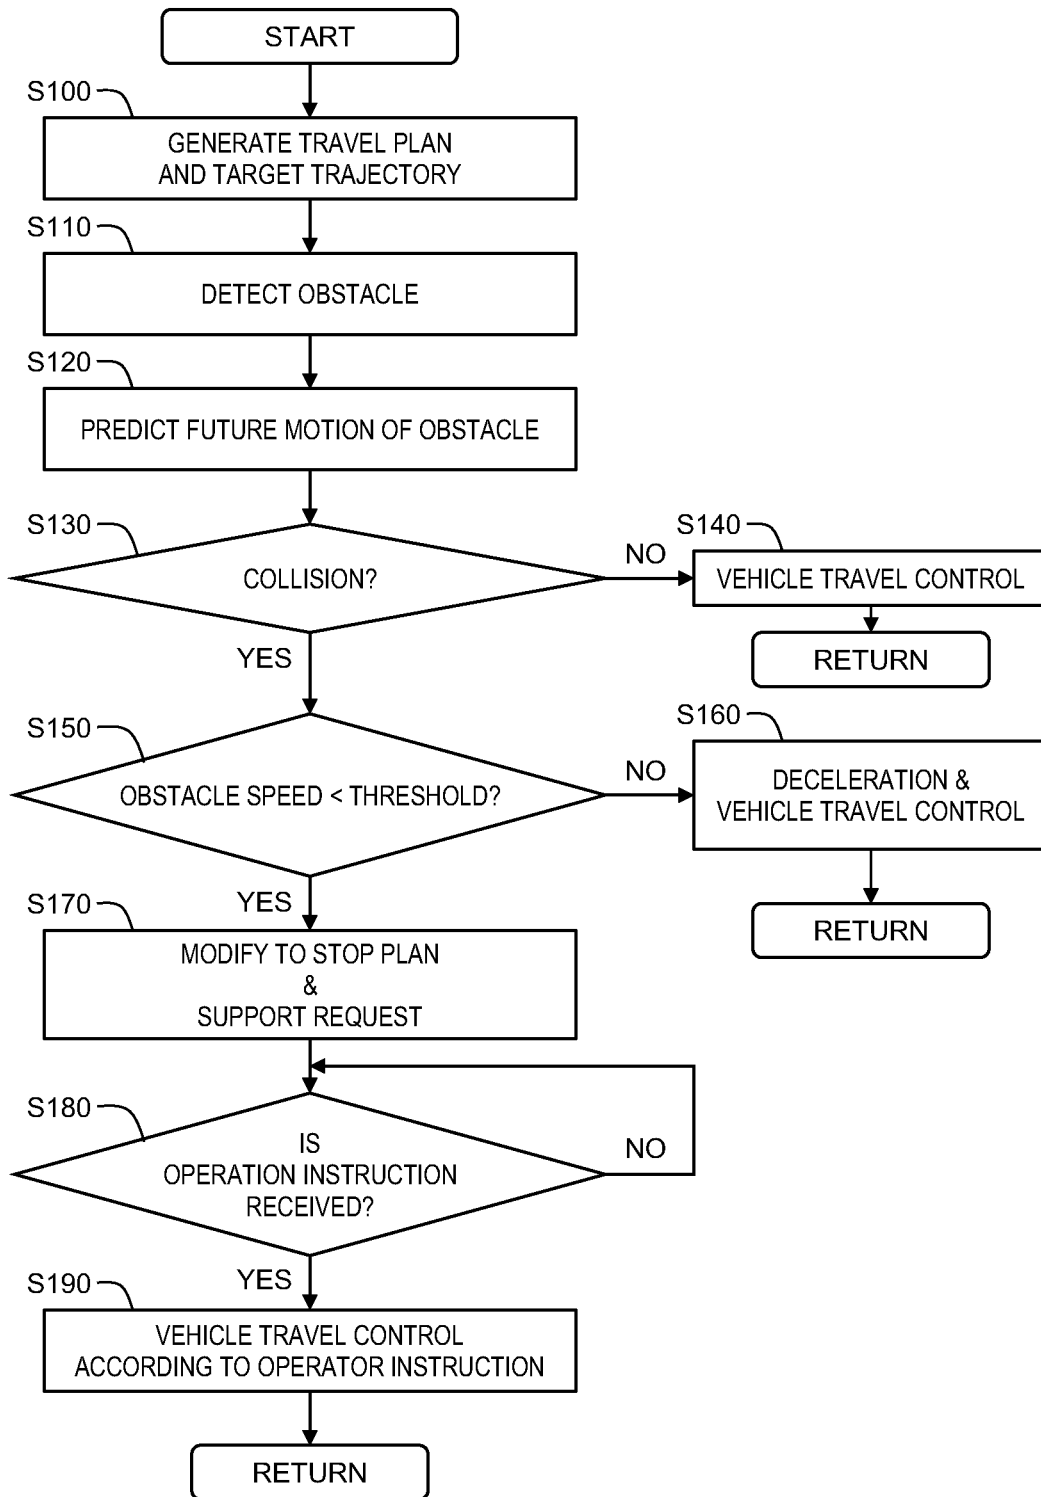 START
S100
GENERATE TRAVEL PLAN
AND TARGET TRAJECTORY
S110
DETECT OBSTACLE
S120
PREDICT FUTURE MOTION OF OBSTACLE
S130
COLLISION?
NO
S140
VEHICLE TRAVEL CONTROL
RETURN
YES
S150
OBSTACLE SPEED < THRESHOLD?
NO
S160
DECELERATION &
VEHICLE TRAVEL CONTROL
RETURN
YES
S170
MODIFY TO STOP PLAN
&
SUPPORT REQUEST
S180
IS
OPERATION INSTRUCTION
RECEIVED?
NO
YES
S190
VEHICLE TRAVEL CONTROL
ACCORDING TO OPERATOR INSTRUCTION
RETURN